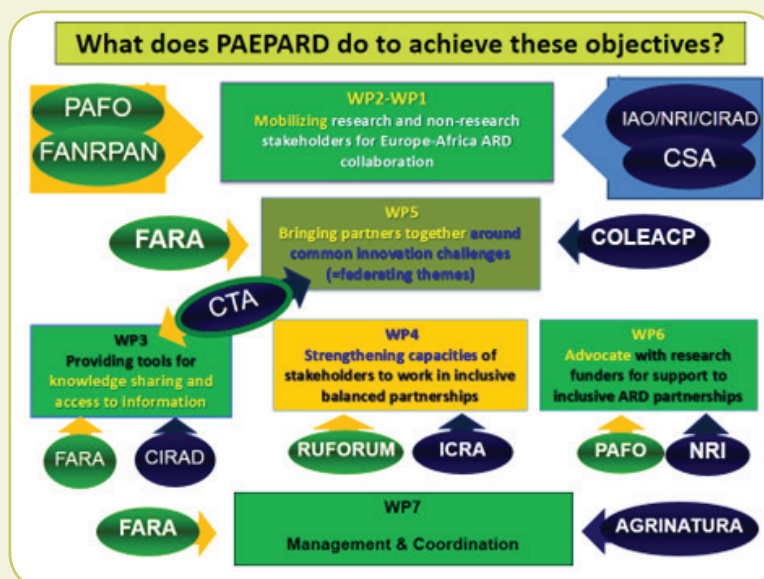 What does PAEPARD do to achieve these objectives?
PAFO
FANRPAN
WP2-WP1
Mobilizing research and non-research
stakeholders for Europe-Africa ARD
collaboration
IAO/NRI/CIRAD
CSA
FARA
WP5
Bringing partners together around
common innovation challenges
(=federating themes)
COLEACP
CTA
WP3
Providing tools for
knowledge sharing and
access to information
WP4
Strengthening capacities of
stakeholders to work in inclusive
balanced partnerships
WP6
Advocate with research
funders for support to
inclusive ARD partnerships
FARA
CIRAD
RUFORUM
ICRA
PAFO
NRI
FARA
WP7
Management & Coordination
AGRINATURA